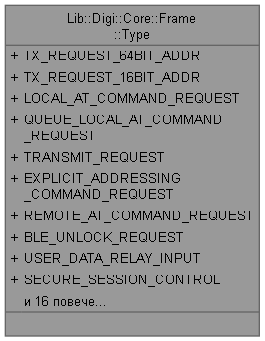 Lib::Digi::Core::Frame
::Type
+ TX_REQUEST_64BIT_ADDR
+ TX_REQUEST_16BIT_ADDR
+ LOCAL_AT_COMMAND_REQUEST
+ QUEUE_LOCAL_AT_COMMAND
_REQUEST
+ TRANSMIT_REQUEST
+ EXPLICIT_ADDRESSING
_COMMAND_REQUEST
+ REMOTE_AT_COMMAND_REQUEST
+ BLE_UNLOCK_REQUEST
+ USER_DATA_RELAY_INPUT
+ SECURE_SESSION_CONTROL
и 16 повече...